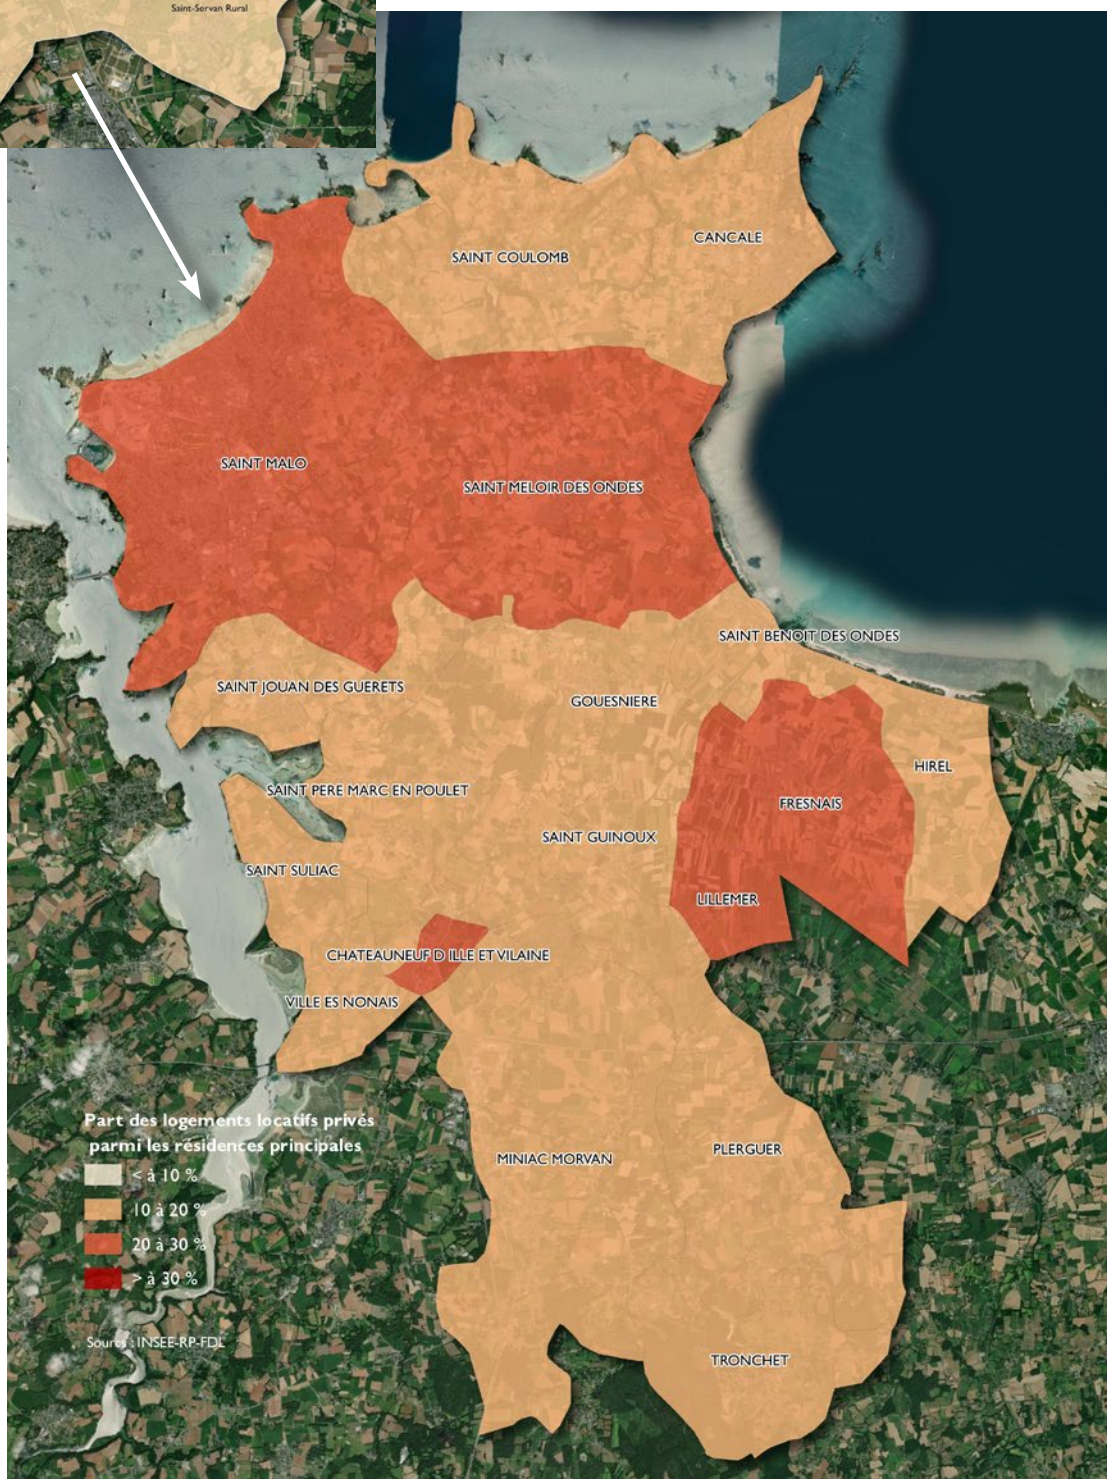 Saint-Servan Rural
CANCALE
SAINT COULOMB
SAINT MALO
SAINT MELOIR DES ONDES
SAINT BENOIT DES ONDES
SAINT JOUAN DES GUERETS
GOUESNIERE
HIREL
SAINT PERE MARC EN POULET
FRESNAIS
SAINT GUINOUX
SAINT SULIAC
LILLEMER
CHATEAUNEUF D ILLE ET VILAINE
VILLE ES NONAIS
Part des logements locatifs privés
parmi les résidences principales
< à 10 %
10 à 20 %
20 à 30 %
> à 30 %
Source : INSEE-RP-FDL
MINIAC MORVAN
PLERGUER
TRONCHET